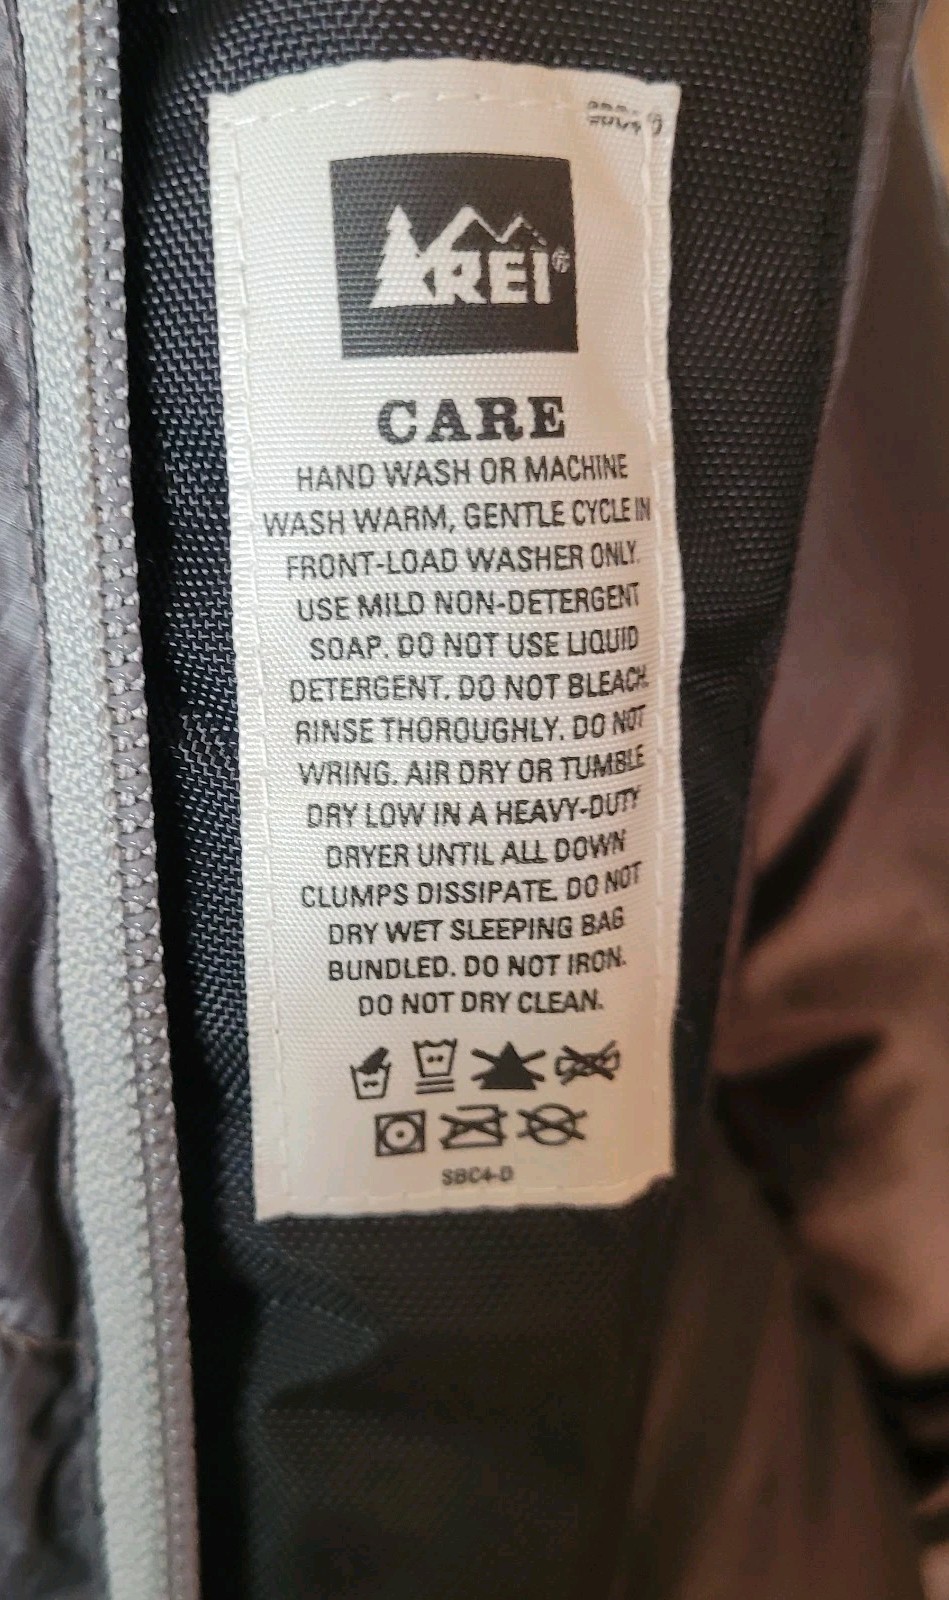 REI®
CARE
HAND WASH OR MACHINE
WASH WARM, GENTLE CYCLE IN
FRONT-LOAD WASHER ONLY.
USE MILD NON-DETERGENT
SOAP. DO NOT USE LIQUID
DETERGENT. DO NOT BLEACH.
RINSE THOROUGHLY. DO NOT
WRING. AIR DRY OR TUMBLE
DRY LOW IN A HEAVY-DUTY
DRYER UNTIL ALL DOWN
CLUMPS DISSIPATE. DO NOT
DRY WET SLEEPING BAG
BUNDLED. DO NOT IRON.
DO NOT DRY CLEAN.
SBC4-D